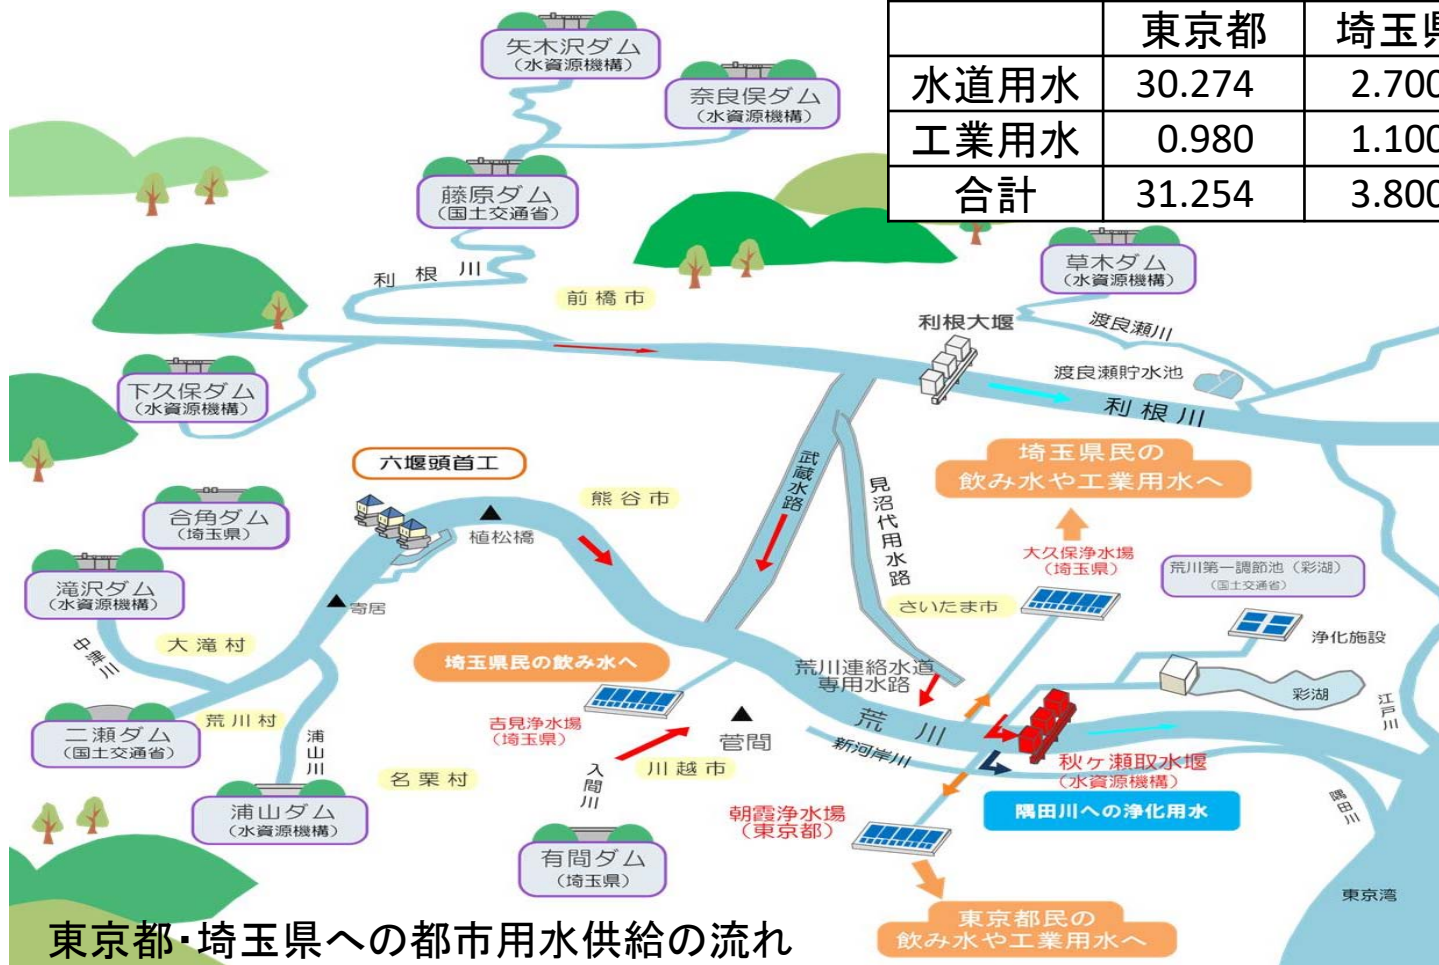 東京都 埼玉県
水道用水 30.274 2.700
工業用水 0.980 1.100
合計 31.254 3.800
矢木沢ダム
(水資源機構)
奈良俣ダム
(水資源機構)
藤原ダム
(国土交通省)
草木ダム
(水資源機構)
利根川
前橋市
利根大堰
渡良瀬川
渡良瀬貯水池
利根川
下久保ダム
(水資源機構)
六堰頭首工
武蔵水路
見沼代用水路
埼玉県民の
飲み水や工業用水へ
熊谷市
植松橋
合角ダム
(埼玉県)
大久保浄水場
(埼玉県)
荒川第一調節池(彩湖)
(国土交通省)
滝沢ダム
(水資源機構)
寄居
さいたま市
浄化施設
中津川
大滝村
埼玉県民の飲み水へ
荒川連絡水道
専用水路
彩湖
江戸川
二瀬ダム
(国土交通省)
荒川村
浦山川
吉見浄水場
(埼玉県)
菅間
荒川
新河岸川
秋ヶ瀬取水堰
(水資源機構)
名栗村
入間川
川越市
浦山ダム
(水資源機構)
朝霞浄水場
(東京都)
隅田川への浄化用水
隅田川
有間ダム
(埼玉県)
東京湾
東京都民の
飲み水や工業用水へ
東京都・埼玉県への都市用水供給の流れ